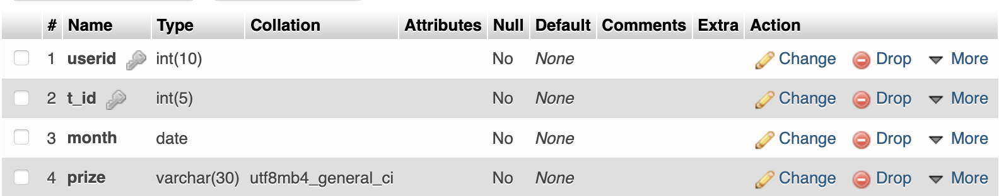 # Name Type Collation Attributes Null Default Comments Extra Action
1 userid int(10) No None Change Drop More
2 t_id int(5) No None Change Drop More
3 month date No None Change Drop More
4 prize varchar(30) utf8mb4_general_ci No None Change Drop More